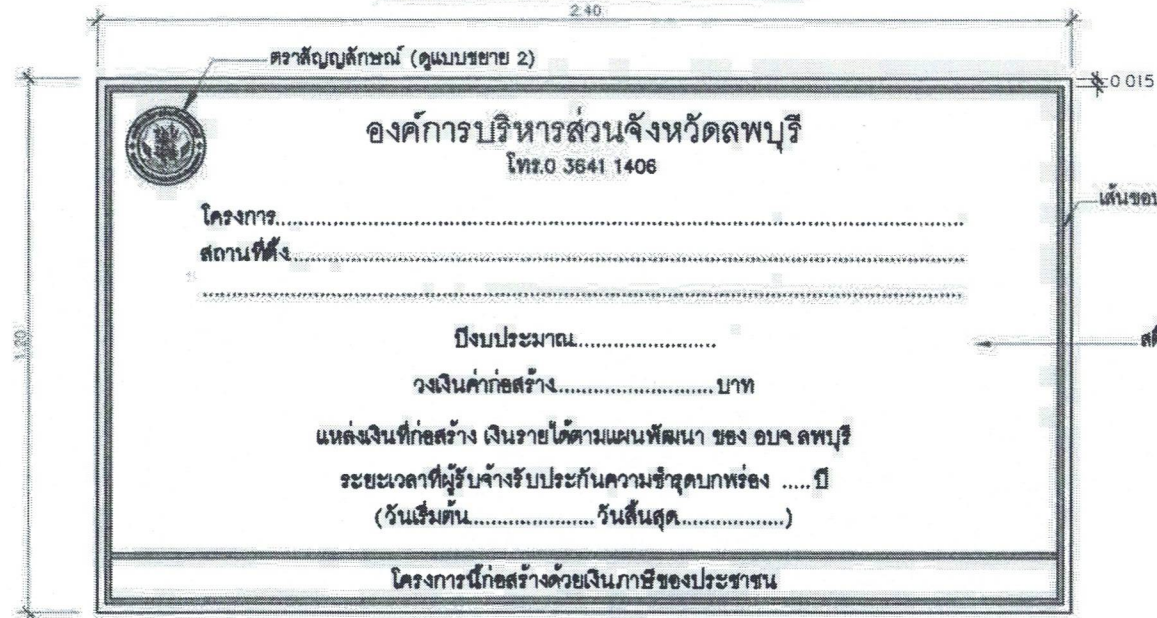 2.40
ตราสัญญลักษณ์ (ดูแบบขยาย 2)
0 015
องค์การบริหารส่วนจังหวัดลพบุรี
โทร.0 3641 1406
เส้นขอบ
โครงการ........................................................................
สถานที่ตั้ง........................................................................
........................................................................
1.20
ปีงบประมาณ........................
วงเงินค่าก่อสร้าง...........................บาท
แหล่งเงินที่ก่อสร้าง เงินรายได้ตามแผนพัฒนา ของ อบจ.ลพบุรี
ระยะเวลาที่ผู้รับจ้างรับประกันความชำรุดบกพร่อง .....ปี
(วันเริ่มต้น......................วันสิ้นสุด...................)
โครงการนี้ก่อสร้างด้วยเงินภาษีของประชาชน